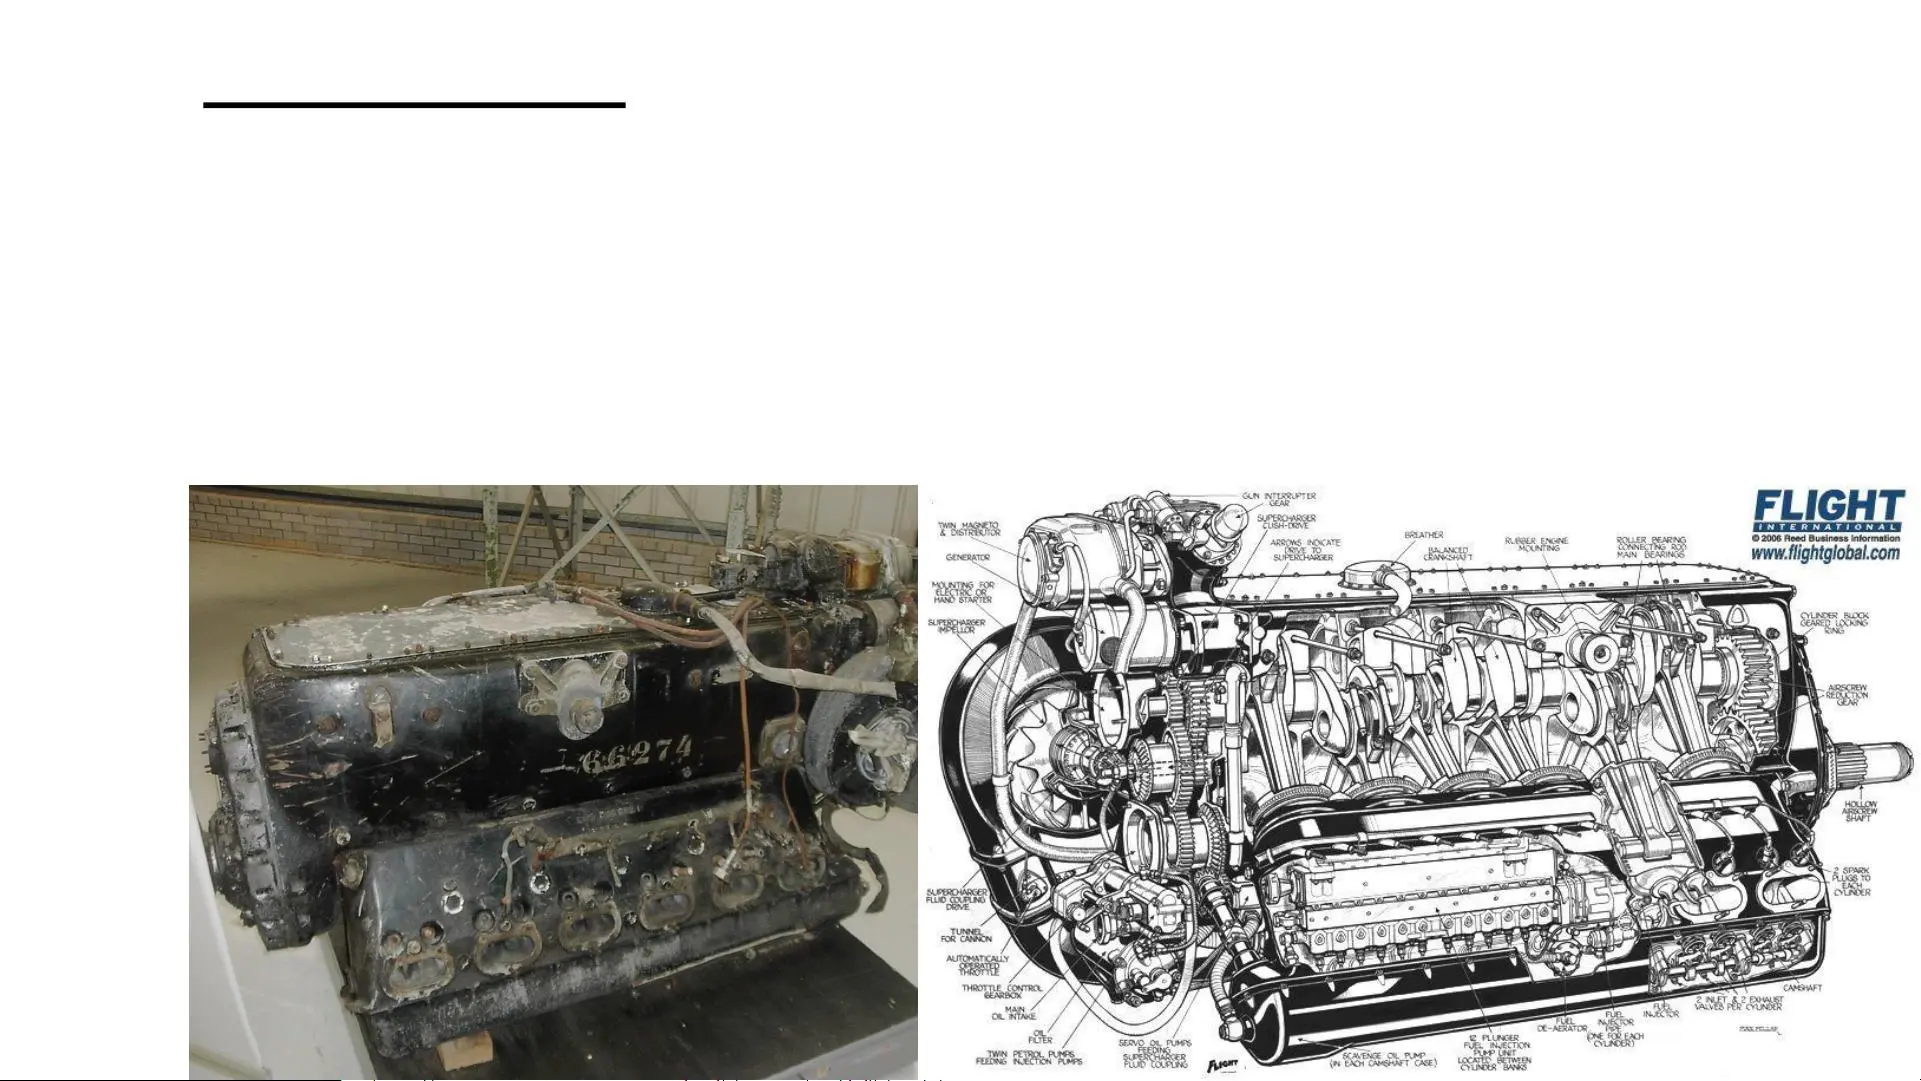 66274
GUN INTERRUPTER
GEAR
TWIN MAGNETO
& DISTRIBUTOR
SUPERCHARGER
CUSH-DRIVE
GENERATOR
ARROWS INDICATE
DRIVE TO
SUPERCHARGER
MOUNTING FOR
ELECTRIC OR
HAND STARTER
SUPERCHARGER
IMPELLOR
BREATHER
BALANCED
CRANKSHAFT
RUBBER ENGINE
MOUNTING
ROLLER BEARING
CONNECTING ROD
MAIN BEARINGS
FLIGHT
INTERNATIONAL
© 2006 Reed Business Information
www.flightglobal.com
CYLINDER BLOCK
GEARED LOCKING
RING
AIRSCREW
REDUCTION
GEAR
HOLLOW
AIRSCREW
SHAFT
2 SPARK
PLUGS TO
EACH
CYLINDER
SUPERCHARGER
FLUID COUPLING
DRIVE
TUNNEL
FOR CANNON
AUTOMATICALLY
OPERATED
THROTTLE
THROTTLE CONTROL
GEARBOX
MAIN
OIL INTAKE
OIL
FILTER
TWIN PETROL PUMPS
FEEDING INJECTION PUMPS
SERVO OIL PUMPS
FEEDING
SUPERCHARGER
FLUID COUPLING
FLIGHT
SCAVENGE OIL PUMP
(IN EACH CAMSHAFT CASE)
12 PLUNGER
FUEL INJECTION
PUMP UNIT
LOCATED BETWEEN
CYLINDER BANKS
FUEL
DE-AERATOR
FUEL
INJECTOR
PIPE
(ONE FOR EACH
CYLINDER)
FUEL
INJECTOR
2 INLET & 2 EXHAUST
VALVES PER CYLINDER
CAMSHAFT